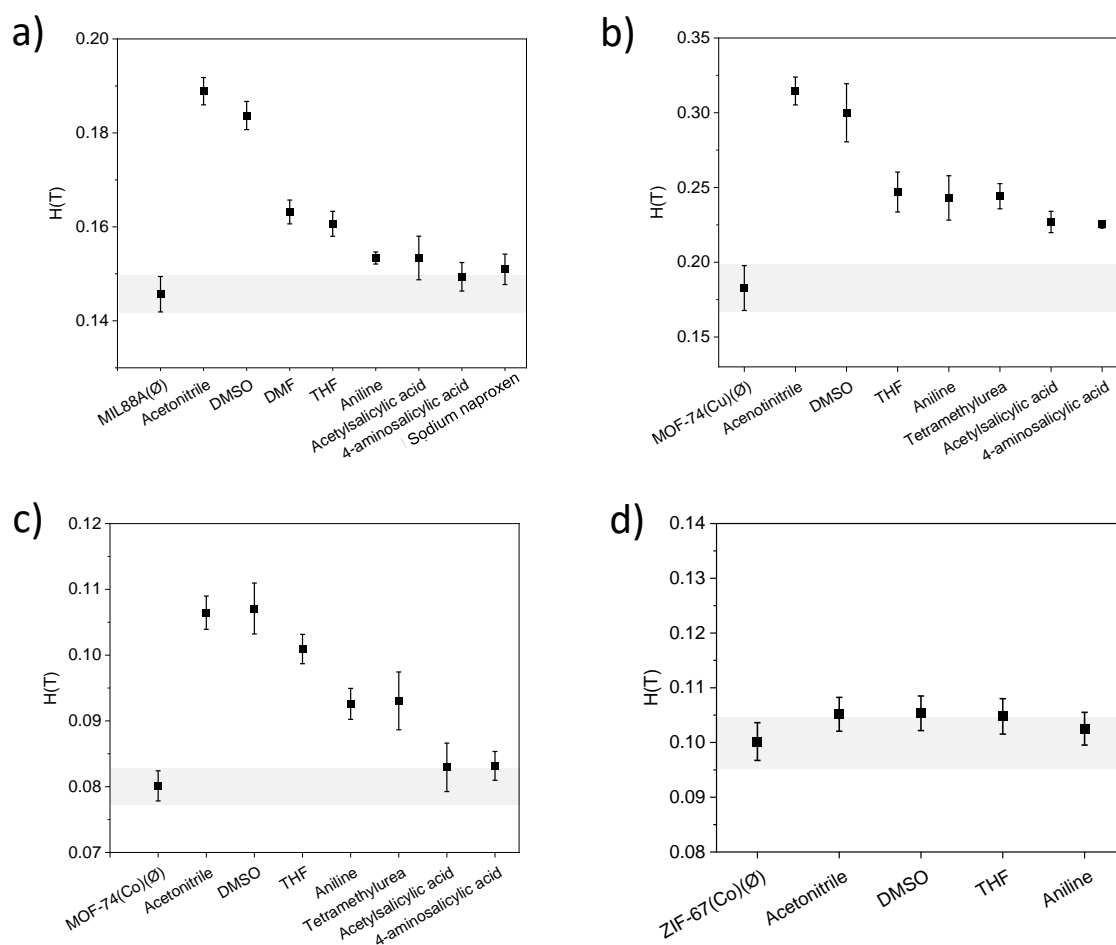 a)
0.20
0.18
0.16
0.14
H(T)
MIL88A(Ø)
Acetonitrile
DMSO
DMF
THF
Aniline
Acetylsalicylic acid
4-aminosalicylic acid
Sodium naproxen
b)
0.35
0.30
0.25
0.20
0.15
H(T)
MOF-74(Cu)(Ø)
Acenotinitrile
DMSO
THF
Aniline
Tetramethylurea
Acetylsalicylic acid
4-aminosalicylic acid
c)
0.12
0.11
0.10
0.09
0.08
0.07
H(T)
MOF-74(Co)(Ø)
Acetonitrile
DMSO
THF
Aniline
Tetramethylurea
Acetylsalicylic acid
4-aminosalicylic acid
d)
0.14
0.13
0.12
0.11
0.10
0.09
0.08
H(T)
ZIF-67(Co)(Ø)
Acetonitrile
DMSO
THF
Aniline